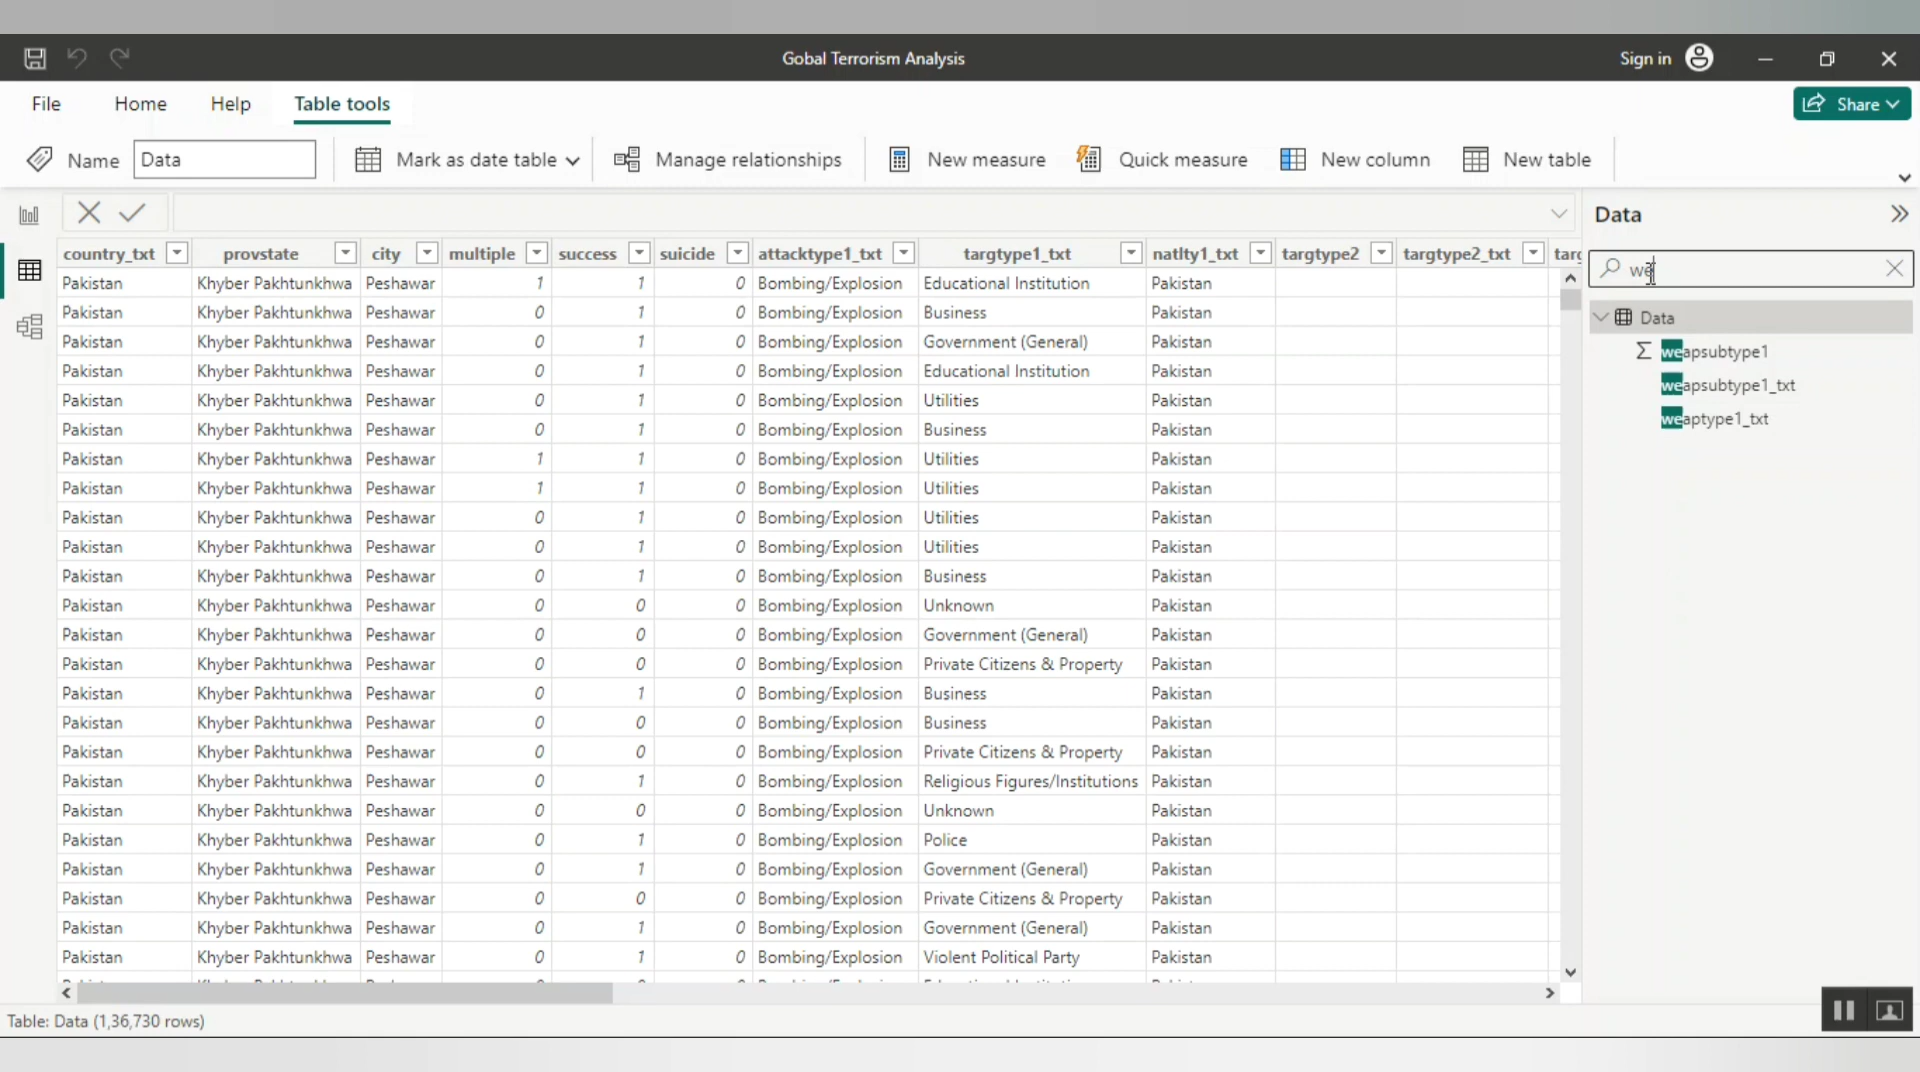 Gobal Terrorism Analysis
Sign in
File Home Help Table tools
Share
Name Data Mark as date table Manage relationships New measure Quick measure New column New table
Data
country_txt provstate city multiple success suicide attacktype1_txt targtype1_txt natlty1_txt targtype2 targtype2_txt targ
we
Pakistan Khyber Pakhtunkhwa Peshawar 1 1 0 Bombing/Explosion Educational Institution Pakistan
Pakistan Khyber Pakhtunkhwa Peshawar 0 1 0 Bombing/Explosion Business Pakistan
Data
Pakistan Khyber Pakhtunkhwa Peshawar 0 1 0 Bombing/Explosion Government (General) Pakistan
weapsubtype1
Pakistan Khyber Pakhtunkhwa Peshawar 0 1 0 Bombing/Explosion Educational Institution Pakistan
weapsubtype1_txt
Pakistan Khyber Pakhtunkhwa Peshawar 0 1 0 Bombing/Explosion Utilities Pakistan
weaptype1_txt
Pakistan Khyber Pakhtunkhwa Peshawar 0 1 0 Bombing/Explosion Business Pakistan
Pakistan Khyber Pakhtunkhwa Peshawar 1 1 0 Bombing/Explosion Utilities Pakistan
Pakistan Khyber Pakhtunkhwa Peshawar 1 1 0 Bombing/Explosion Utilities Pakistan
Pakistan Khyber Pakhtunkhwa Peshawar 0 1 0 Bombing/Explosion Utilities Pakistan
Pakistan Khyber Pakhtunkhwa Peshawar 0 1 0 Bombing/Explosion Utilities Pakistan
Pakistan Khyber Pakhtunkhwa Peshawar 0 1 0 Bombing/Explosion Business Pakistan
Pakistan Khyber Pakhtunkhwa Peshawar 0 0 0 Bombing/Explosion Unknown Pakistan
Pakistan Khyber Pakhtunkhwa Peshawar 0 0 0 Bombing/Explosion Government (General) Pakistan
Pakistan Khyber Pakhtunkhwa Peshawar 0 0 0 Bombing/Explosion Private Citizens & Property Pakistan
Pakistan Khyber Pakhtunkhwa Peshawar 0 1 0 Bombing/Explosion Business Pakistan
Pakistan Khyber Pakhtunkhwa Peshawar 0 0 0 Bombing/Explosion Business Pakistan
Pakistan Khyber Pakhtunkhwa Peshawar 0 0 0 Bombing/Explosion Private Citizens & Property Pakistan
Pakistan Khyber Pakhtunkhwa Peshawar 0 1 0 Bombing/Explosion Religious Figures/Institutions Pakistan
Pakistan Khyber Pakhtunkhwa Peshawar 0 0 0 Bombing/Explosion Unknown Pakistan
Pakistan Khyber Pakhtunkhwa Peshawar 0 1 0 Bombing/Explosion Police Pakistan
Pakistan Khyber Pakhtunkhwa Peshawar 0 1 0 Bombing/Explosion Government (General) Pakistan
Pakistan Khyber Pakhtunkhwa Peshawar 0 0 0 Bombing/Explosion Private Citizens & Property Pakistan
Pakistan Khyber Pakhtunkhwa Peshawar 0 1 0 Bombing/Explosion Government (General) Pakistan
Pakistan Khyber Pakhtunkhwa Peshawar 0 1 0 Bombing/Explosion Violent Political Party Pakistan
Table: Data (1,36,730 rows)